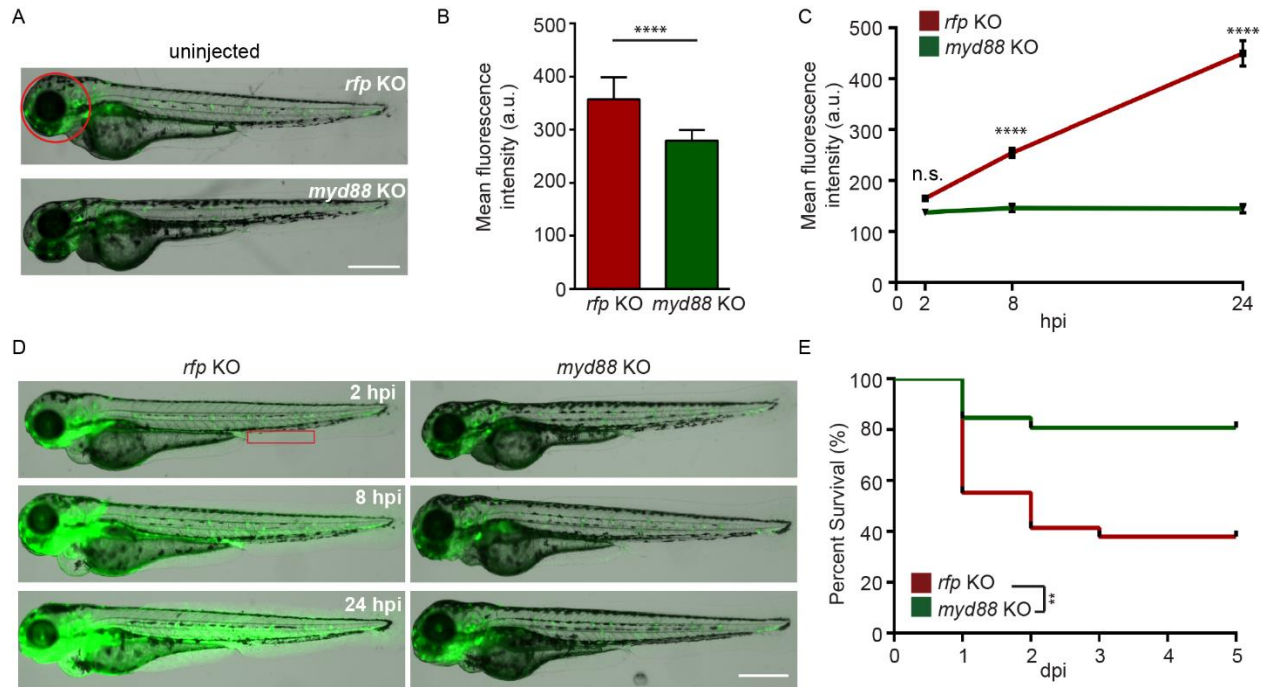 A
uninjected
rfp KO
myd88 KO
B
Mean fluorescence
intensity (a.u.)
500
400
300
200
100
0
****
rfp KO
myd88 KO
C
rfp KO
myd88 KO
Mean fluorescence
intensity (a.u.)
500
400
300
200
100
0
n.s.
****
****
0 2 8 24
hpi
D
rfp KO
myd88 KO
2 hpi
8 hpi
24 hpi
E
Percent Survival (%)
100
80
60
40
20
0
rfp KO
myd88 KO
**
0 1 2 3 4 5
dpi